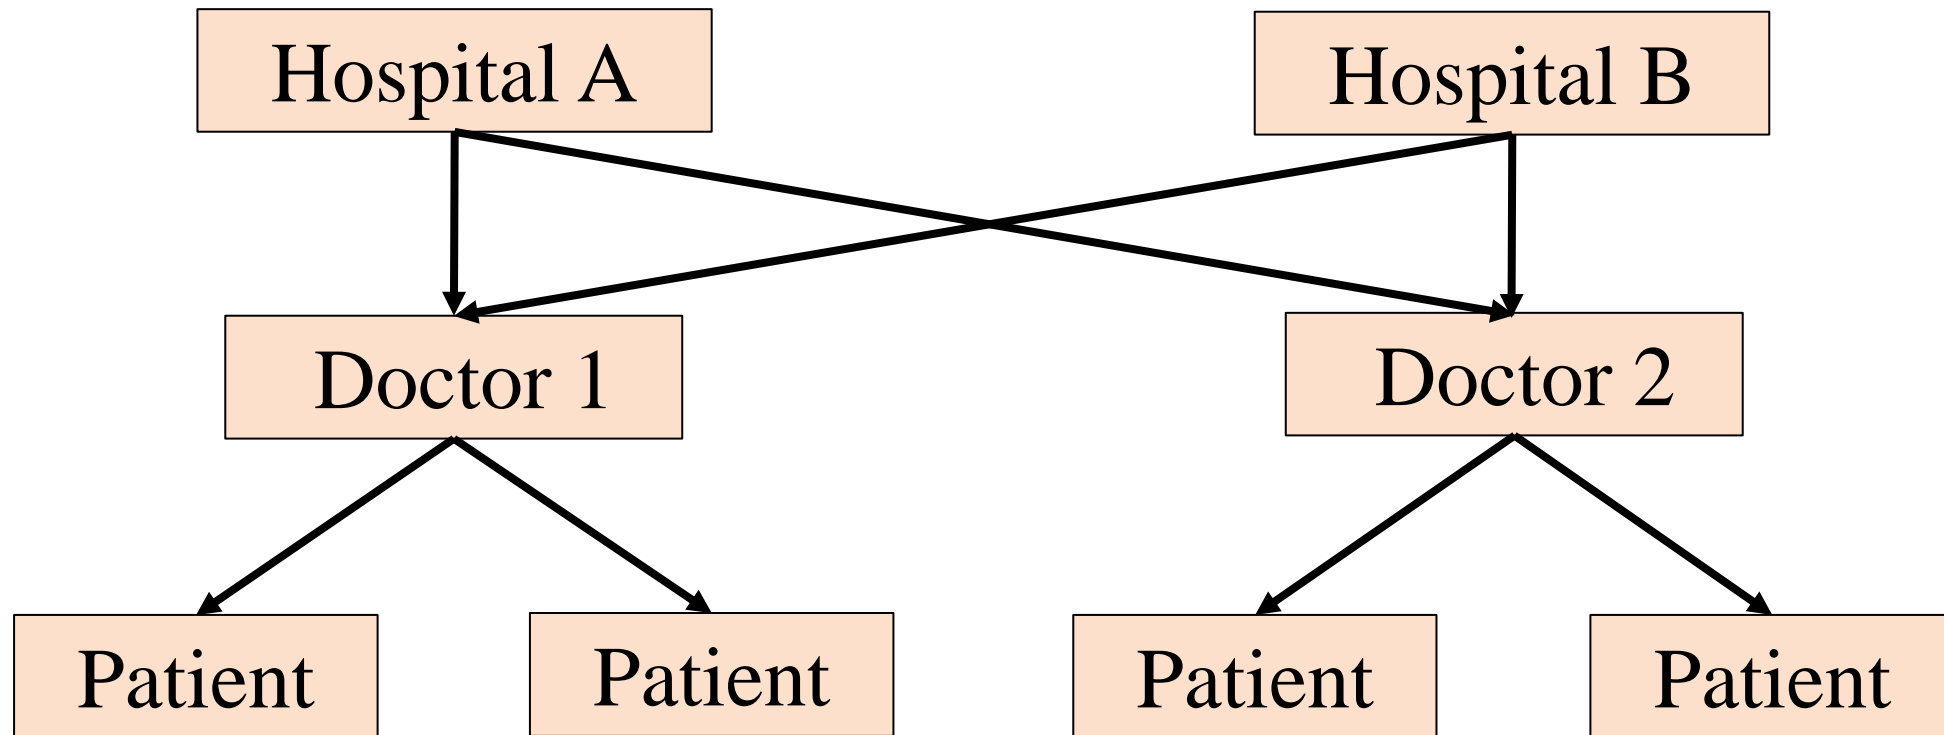 Hospital A
Hospital B
Doctor 1
Doctor 2
Patient
Patient
Patient
Patient